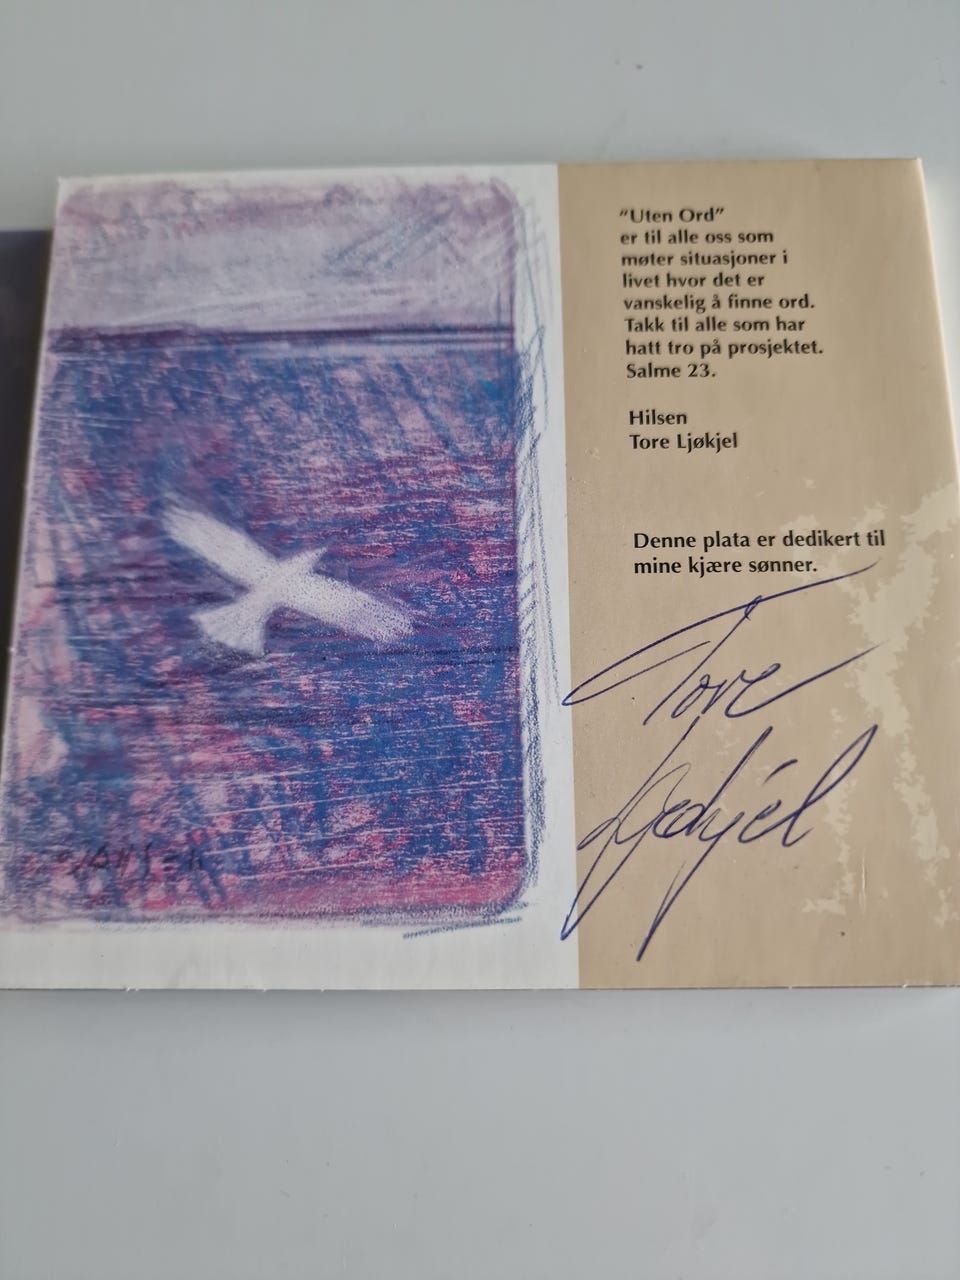 "Uten Ord"
er til alle oss som
møter situasjoner i
livet hvor det er
vanskelig å finne ord.
Takk til alle som har
hatt tro på prosjektet.
Salme 23.
Hilsen
Tore Ljøkjel
Denne plata er dedikert til
mine kjære sønner.
Tore
Ljøkjel